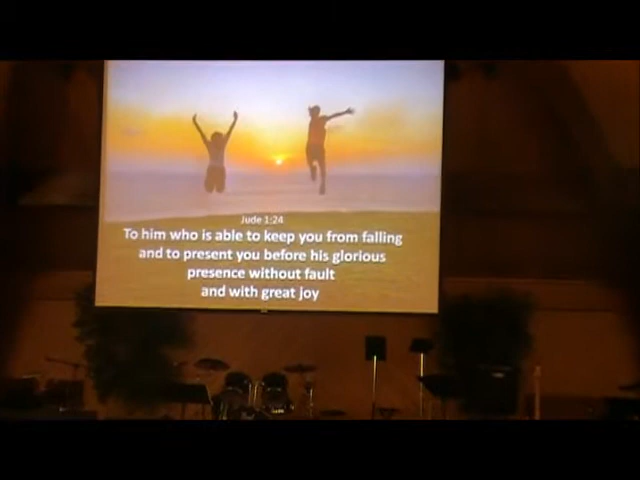 Jude 1:24
To him who is able to keep you from falling
and to present you before his glorious
presence without fault
and with great joy